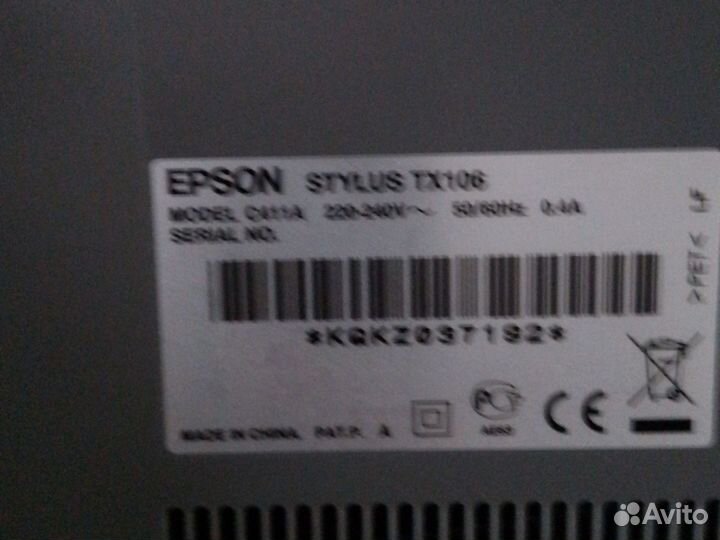 EPSON STYLUS TX106
MODEL C411A 220-240V~ 50/60Hz 0.4A
SERIAL NO.
*KQKZ037192*
MADE IN CHINA PAT.P. A
CE
>PET<
Avito